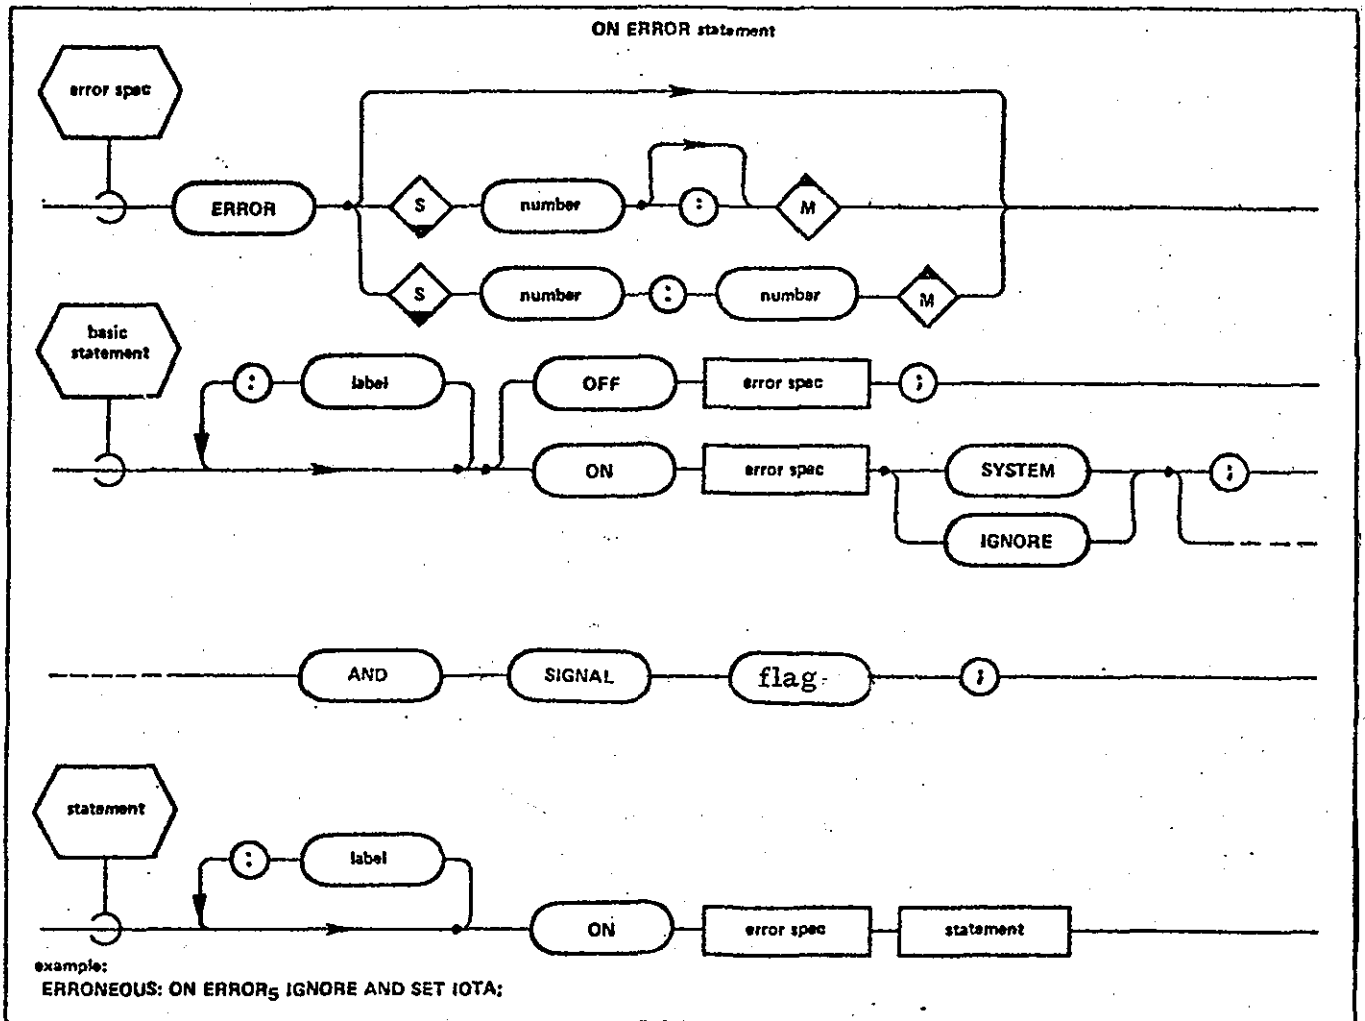 ON ERROR statement
error spec
ERROR
S
number
:
M
S
number
:
number
M
basic
statement
:
label
OFF
error spec
;
ON
error spec
SYSTEM
;
IGNORE
AND
SIGNAL
flag
;
statement
:
label
ON
error spec
statement
example:
ERRONEOUS: ON ERROR5 IGNORE AND SET IOTA;